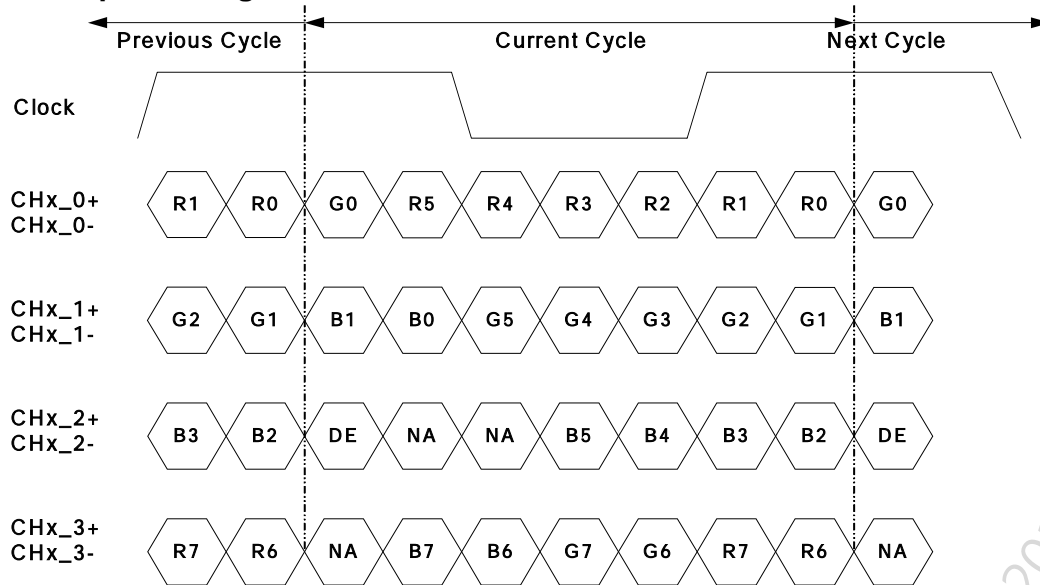 Previous Cycle Current Cycle Next Cycle
Clock
CHx_0+
CHx_0-
R1 R0 G0 R5 R4 R3 R2 R1 R0 G0
CHx_1+
CHx_1-
G2 G1 B1 B0 G5 G4 G3 G2 G1 B1
CHx_2+
CHx_2-
B3 B2 DE NA NA B5 B4 B3 B2 DE
CHx_3+
CHx_3-
R7 R6 NA B7 B6 G7 G6 R7 R6 NA